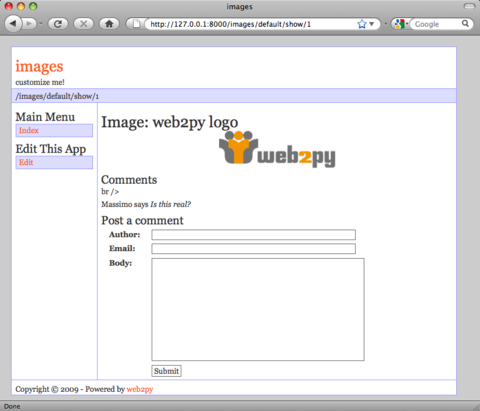 images
http://127.0.0.1:8000/images/default/show/1
Google
images
customize me!
/images/default/show/1
Main Menu
Index
Edit This App
Edit
Image: web2py logo
web2py
Comments
br />
Massimo says Is this real?
Post a comment
Author:
Email:
Body:
Submit
Copyright © 2009 - Powered by web2py
Done